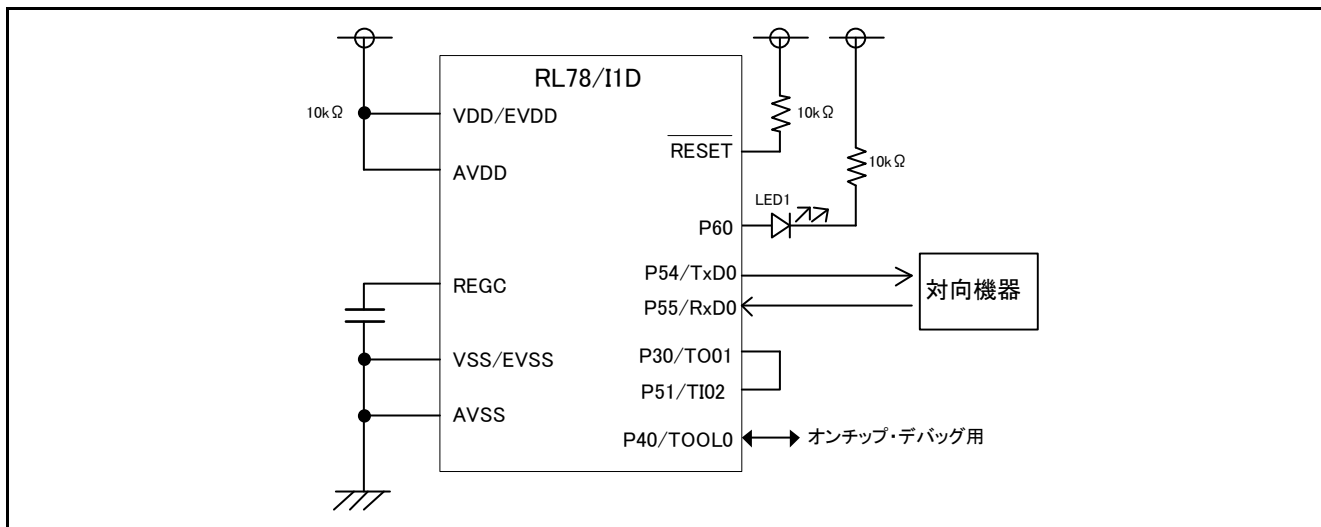 RL78/I1D
10kΩ
VDD/EVDD
AVDD
REGC
VSS/EVSS
AVSS
RESET
10kΩ
10kΩ
LED1
P60
P54/TxD0
P55/RxD0
対向機器
P30/TO01
P51/TI02
P40/TOOL0
オンチップ・デバッグ用